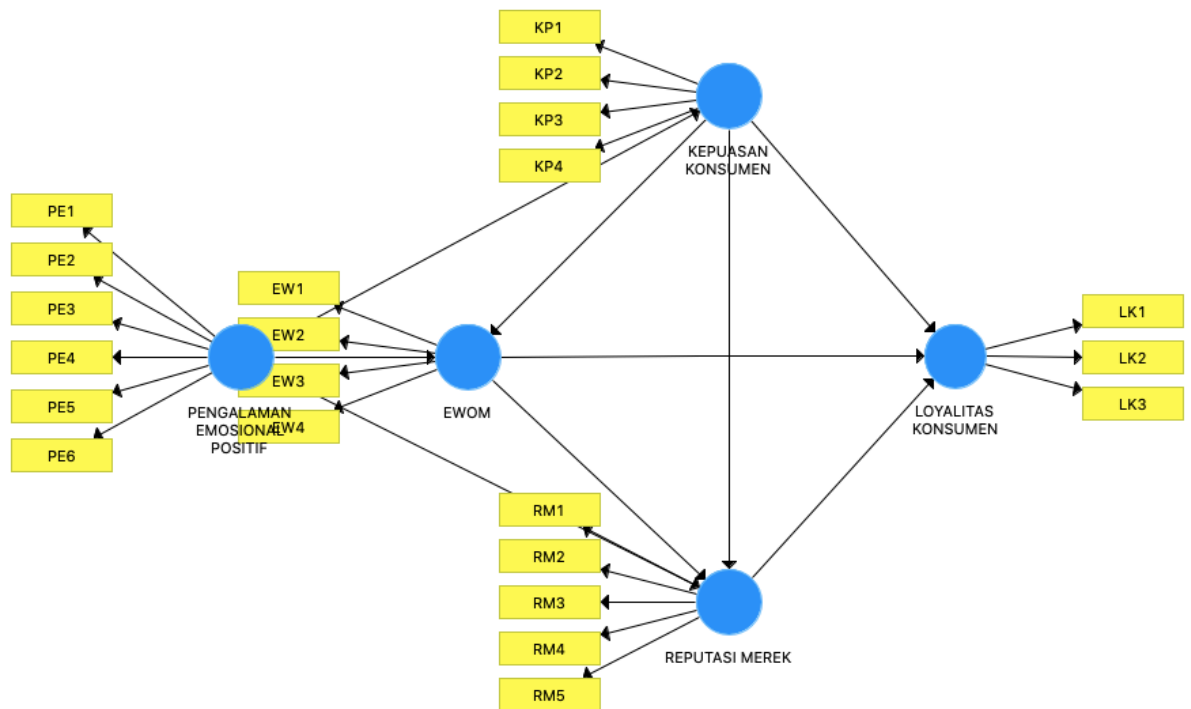 KP1
KP2
KP3
KP4
KEPUASAN
KONSUMEN
PE1
PE2
PE3
PE4
PE5
PE6
PENGALAMAN
EMOSIONAL
POSITIF
EW1
EW2
EW3
EW4
EWOM
LK1
LK2
LK3
LOYALITAS
KONSUMEN
RM1
RM2
RM3
RM4
RM5
REPUTASI MEREK